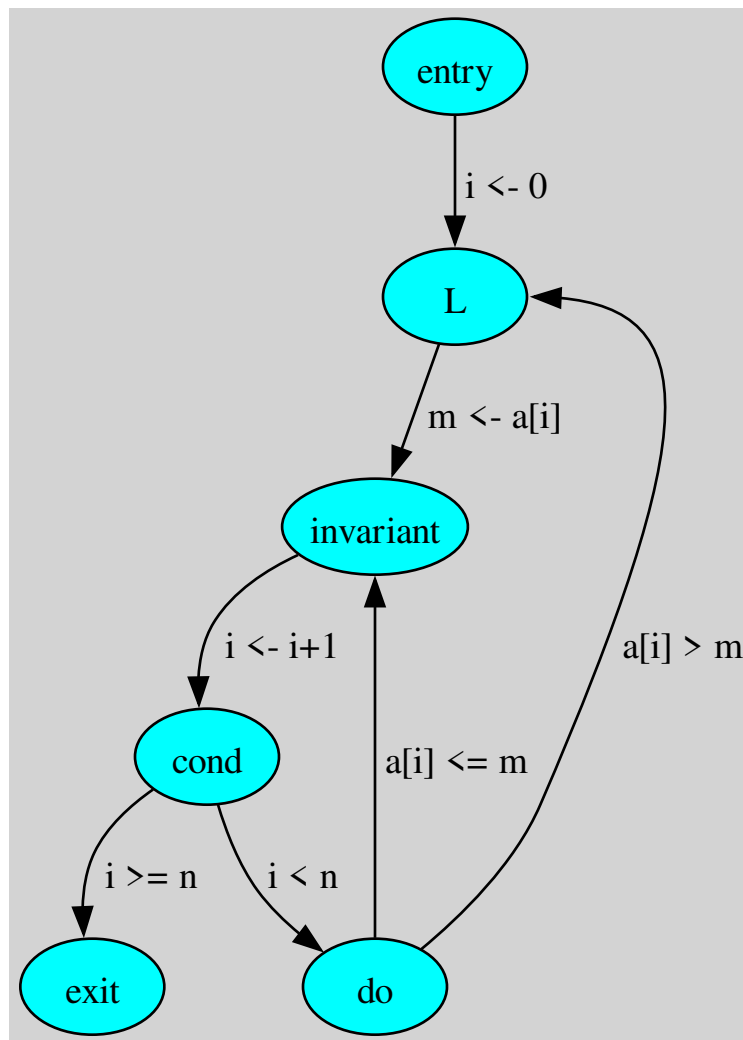 entry
i <- 0
L
m <- a[i]
invariant
i <- i+1
a[i] > m
cond
a[i] <= m
i >= n
i < n
exit
do